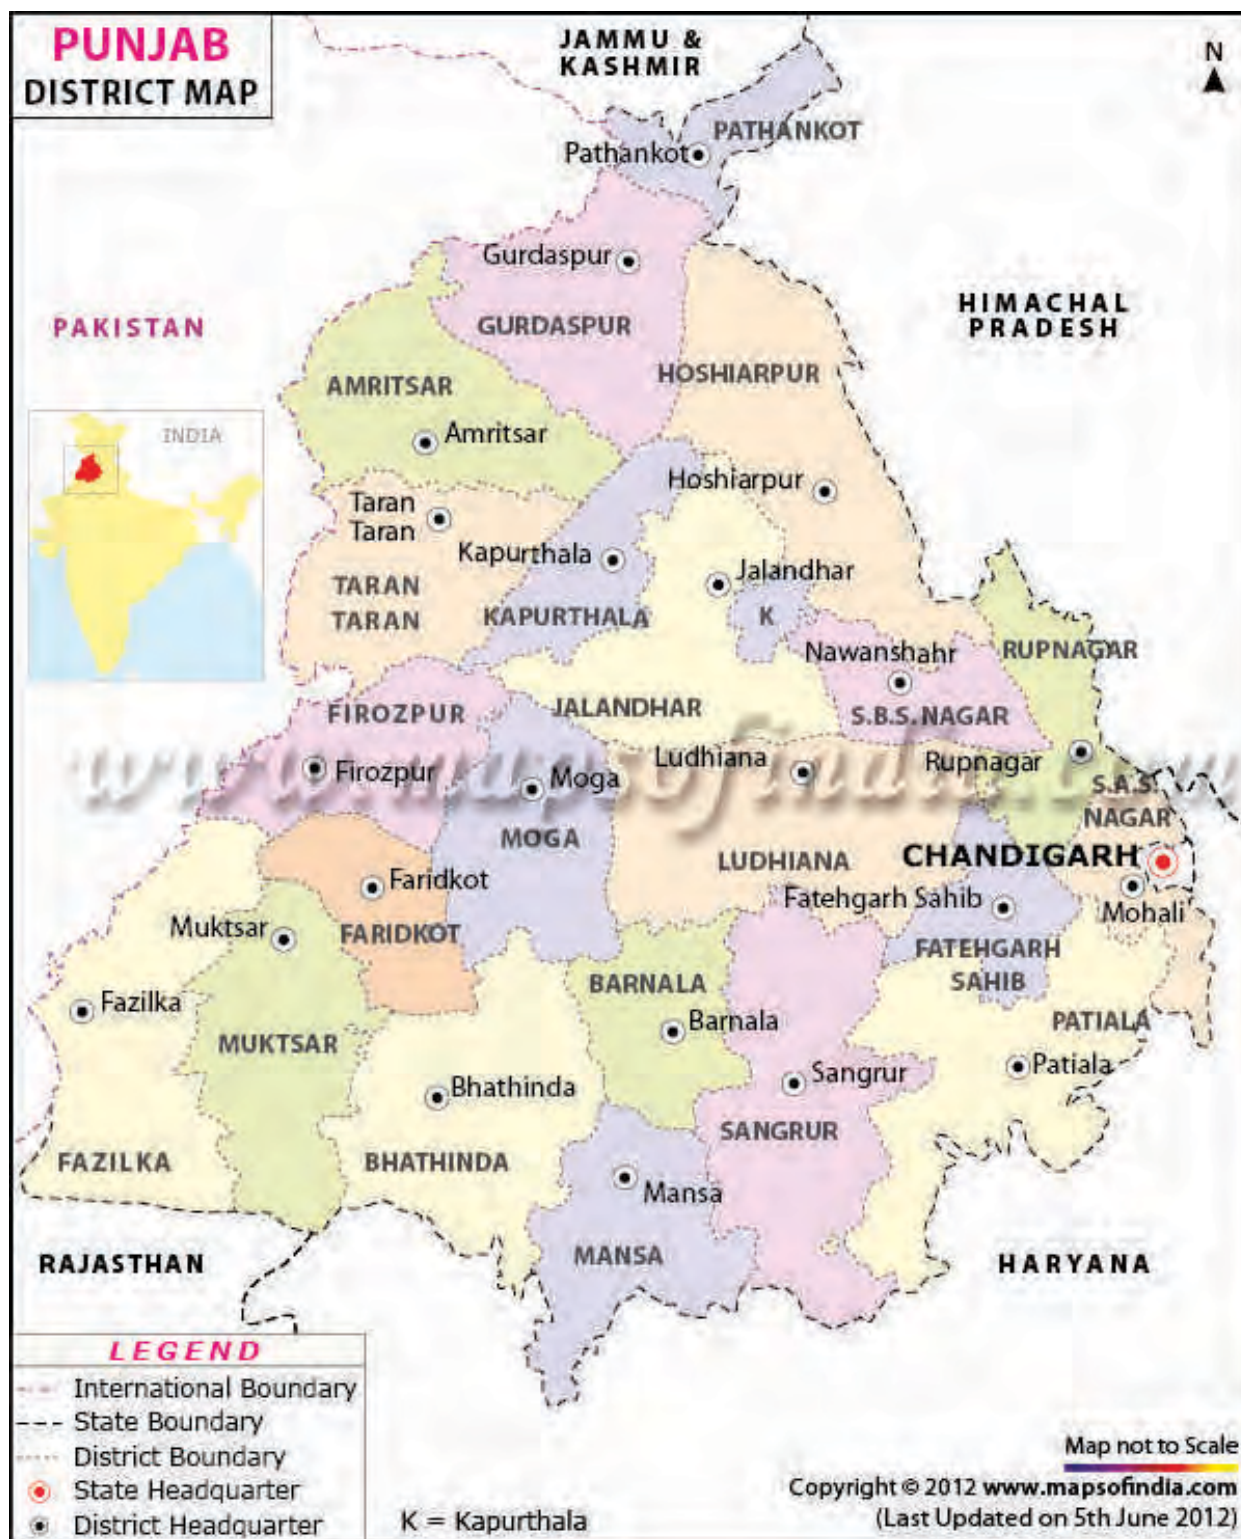 PUNJAB
DISTRICT MAP
JAMMU &
KASHMIR
N
PATHANKOT
Pathankot
Gurdaspur
GURDASPUR
HIMACHAL
PRADESH
PAKISTAN
HOSHIARPUR
AMRITSAR
Amritsar
INDIA
Hoshiarpur
Taran
Taran
Kapurthala
Jalandhar
TARAN
TARAN
KAPURTHALA
K
Nawanshahr
RUPNAGAR
FIROZPUR
JALANDHAR
S.B.S.NAGAR
www.mapsofindia.com
Firozpur
Moga
Ludhiana
Rupnagar
S.A.S.
NAGAR
MOGA
LUDHIANA
CHANDIGARH
Faridkot
Fatehgarh Sahib
Mohali
Muktsar
FARIDKOT
FATEHGARH
SAHIB
BARNALA
Fazilka
Barnala
PATIALA
MUKTSAR
Bhathinda
Sangrur
Patiala
FAZILKA
BHATHINDA
SANGRUR
Mansa
MANSA
RAJASTHAN
HARYANA
LEGEND
International Boundary
State Boundary
District Boundary
State Headquarter
District Headquarter
K = Kapurthala
Map not to Scale
Copyright © 2012 www.mapsofindia.com
(Last Updated on 5th June 2012)